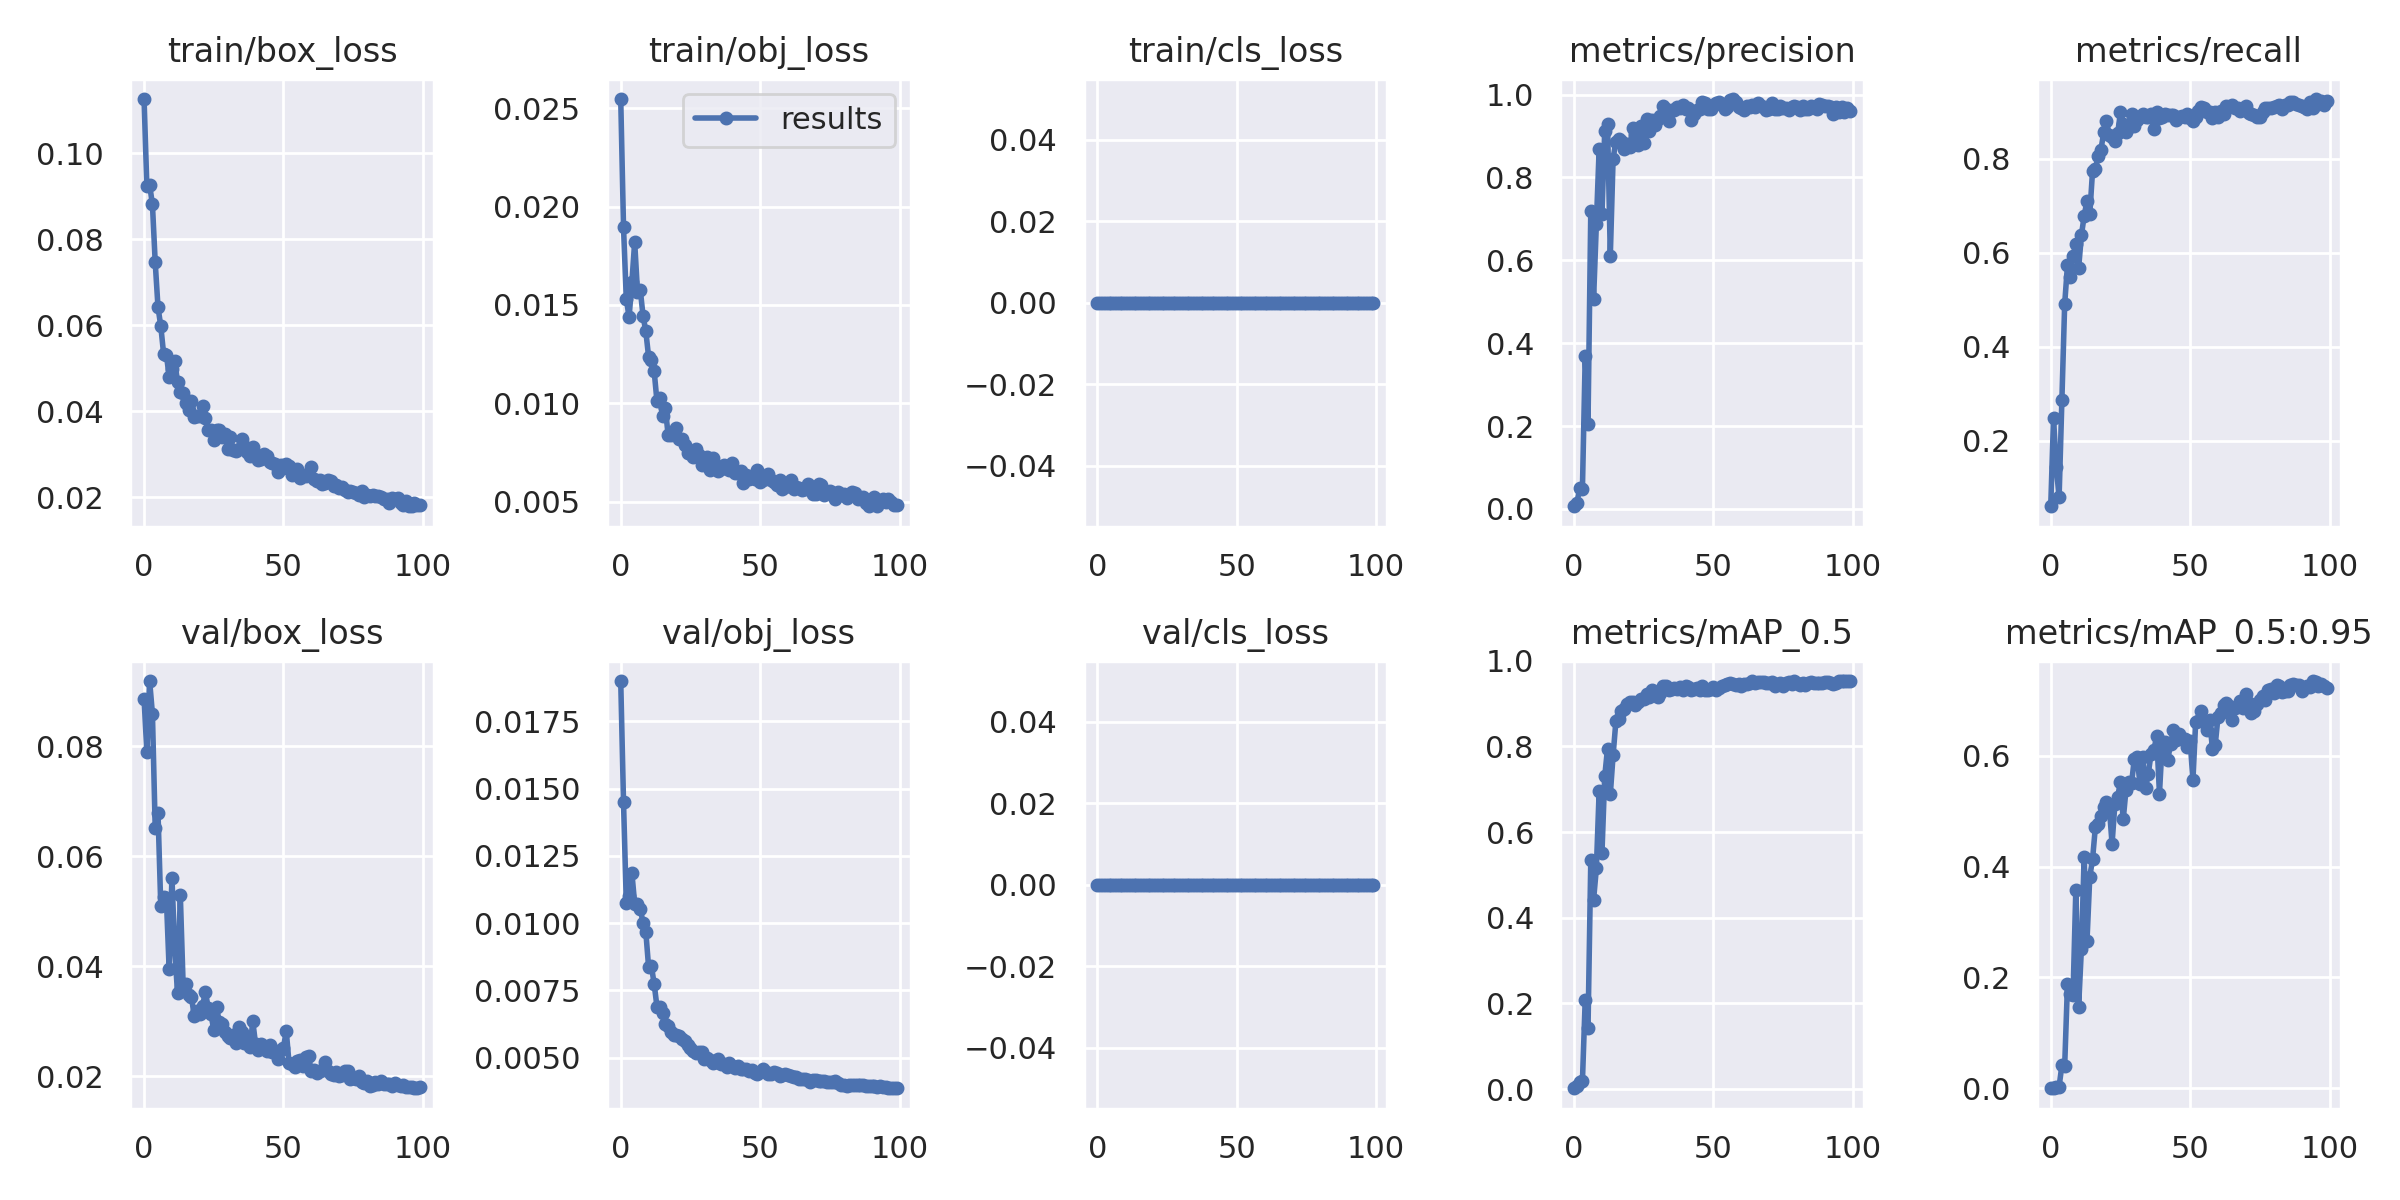 train/box_loss
0.10
0.08
0.06
0.04
0.02
0 50 100
train/obj_loss
results
0.025
0.020
0.015
0.010
0.005
0 50 100
train/cls_loss
0.04
0.02
0.00
−0.02
−0.04
0 50 100
metrics/precision
1.0
0.8
0.6
0.4
0.2
0.0
0 50 100
metrics/recall
0.8
0.6
0.4
0.2
0 50 100
val/box_loss
0.08
0.06
0.04
0.02
0 50 100
val/obj_loss
0.0175
0.0150
0.0125
0.0100
0.0075
0.0050
0 50 100
val/cls_loss
0.04
0.02
0.00
−0.02
−0.04
0 50 100
metrics/mAP_0.5
1.0
0.8
0.6
0.4
0.2
0.0
0 50 100
metrics/mAP_0.5:0.95
0.6
0.4
0.2
0.0
0 50 100